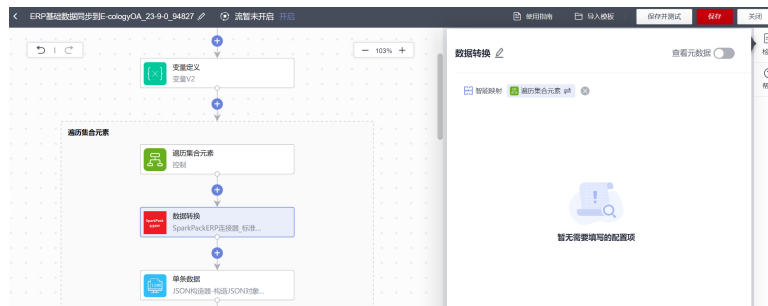 ERP基础数据同步到E-cologyOA_23-9-0_94827
流暂未开启 开启
使用指南
导入模板
保存并测试
保存
关闭
103%
变量定义
变量V2
遍历集合元素
遍历集合元素
控制
SparkPack
数据转换
SparkPackERP连接器_标准...
单条数据
JSON构造器-构造JSON对象...
数据转换
查看元数据
智能映射
遍历集合元素
暂无需要填写的配置项